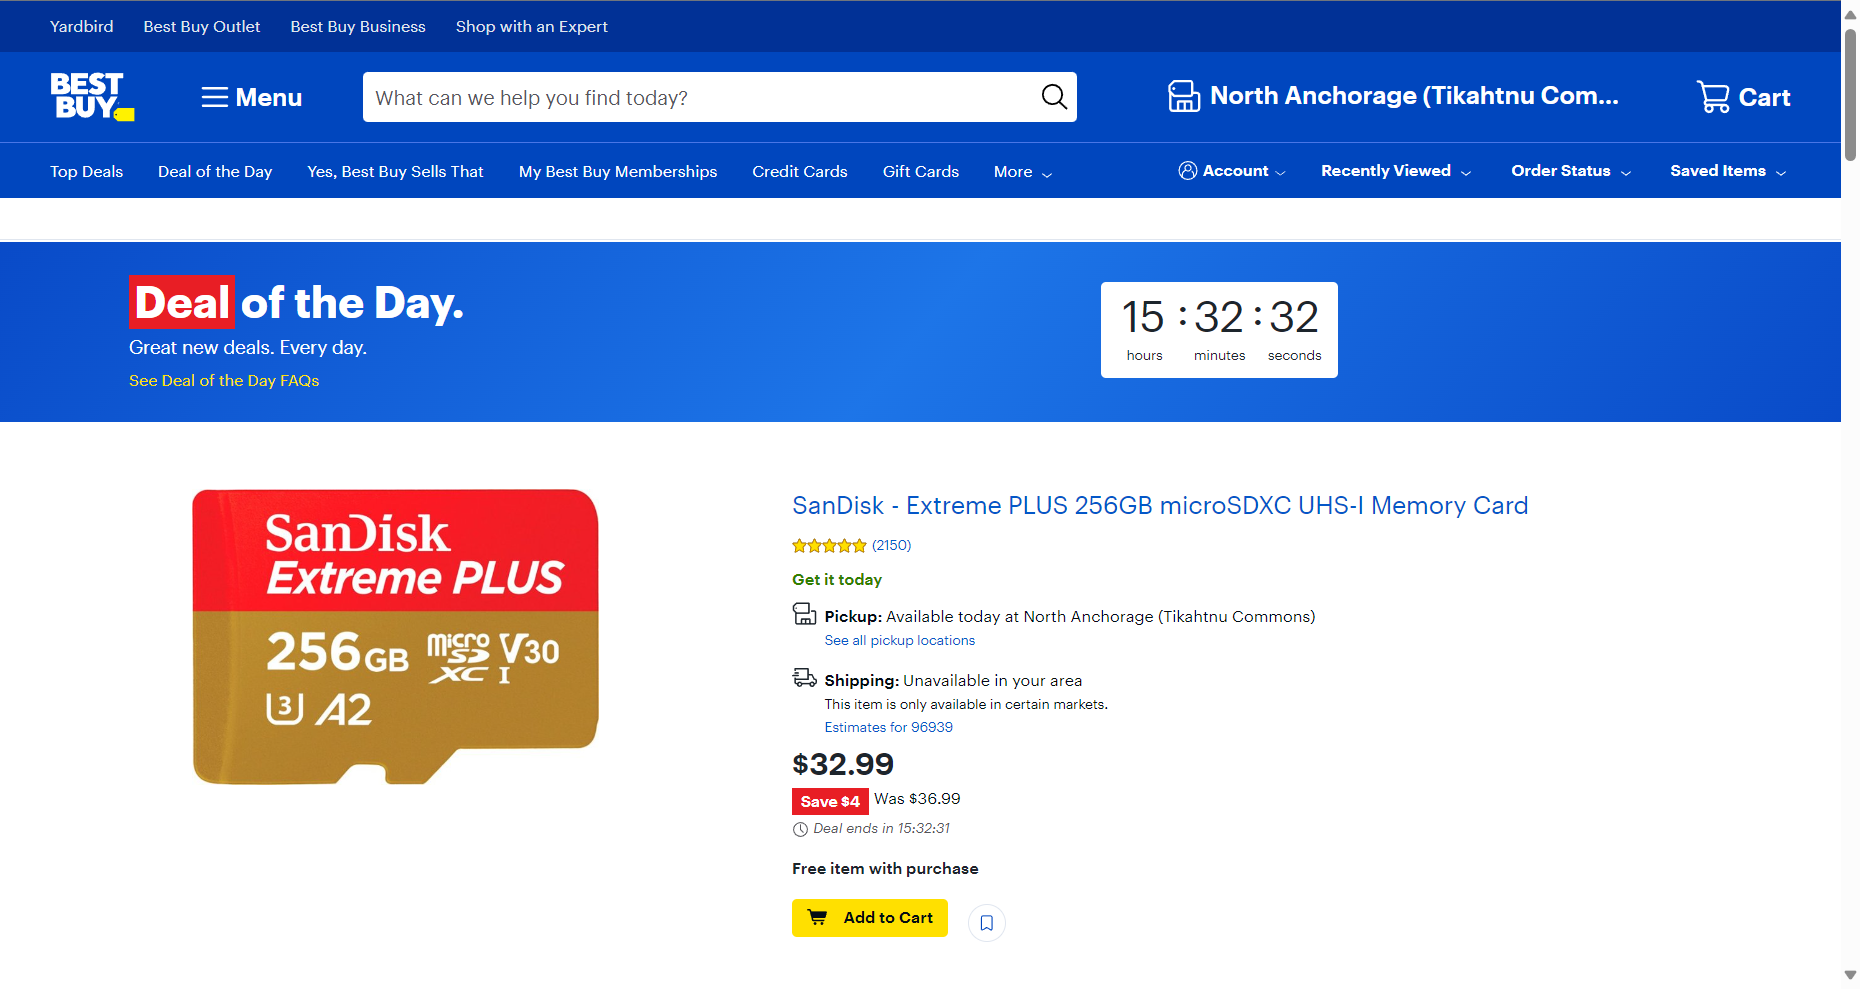 Yardbird Best Buy Outlet Best Buy Business Shop with an Expert
BEST
BUY
Menu
What can we help you find today?
North Anchorage (Tikahtnu Com...
Cart
Top Deals Deal of the Day Yes, Best Buy Sells That My Best Buy Memberships Credit Cards Gift Cards More
Account Recently Viewed Order Status Saved Items
Deal of the Day.
Great new deals. Every day.
See Deal of the Day FAQs
15 : 32 : 32
hours minutes seconds
SanDisk
Extreme PLUS
256GB micro SD XC I V30
U3 A2
SanDisk - Extreme PLUS 256GB microSDXC UHS-I Memory Card
(2150)
Get it today
Pickup: Available today at North Anchorage (Tikahtnu Commons)
See all pickup locations
Shipping: Unavailable in your area
This item is only available in certain markets.
Estimates for 96939
$32.99
Save $4 Was $36.99
Deal ends in 15:32:31
Free item with purchase
Add to Cart